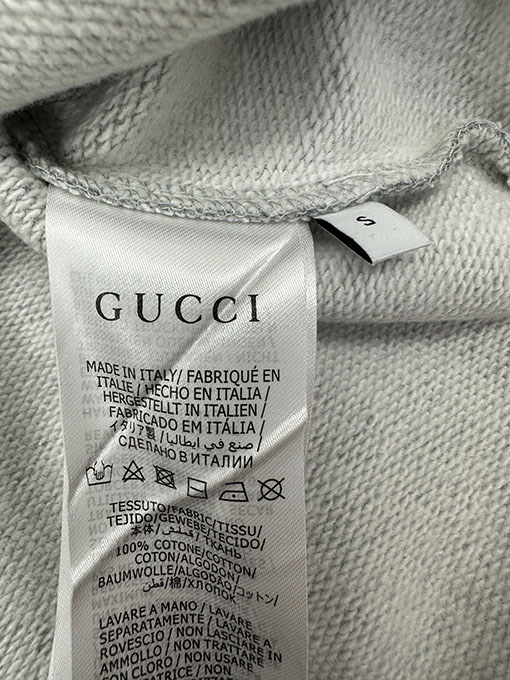 S
GUCCI
MADE IN ITALY/ FABRIQUÉ EN
ITALIE / HECHO EN ITALIA /
HERGESTELLT IN ITALIEN /
FABRICADO EM ITÁLIA /
イタリア製 / صنع في ايطاليا /
СДЕЛАНО В ИТАЛИИ
TESSUTO/FABRIC/TISSU/
TEJIDO/GEWEBE/TECIDO/
本体/قماش/ТКАНЬ
100% COTONE/COTTON/
COTON/ALGODON/
BAUMWOLLE/ALGODÃO/コットン/
قطن/棉/ХЛОПОК
LAVARE A MANO / LAVARE
SEPARATAMENTE / LAVARE A
ROVESCIO / NON LASCIARE IN
AMMOLLO / NON TRATTARE
CON CLORO / NON USARE